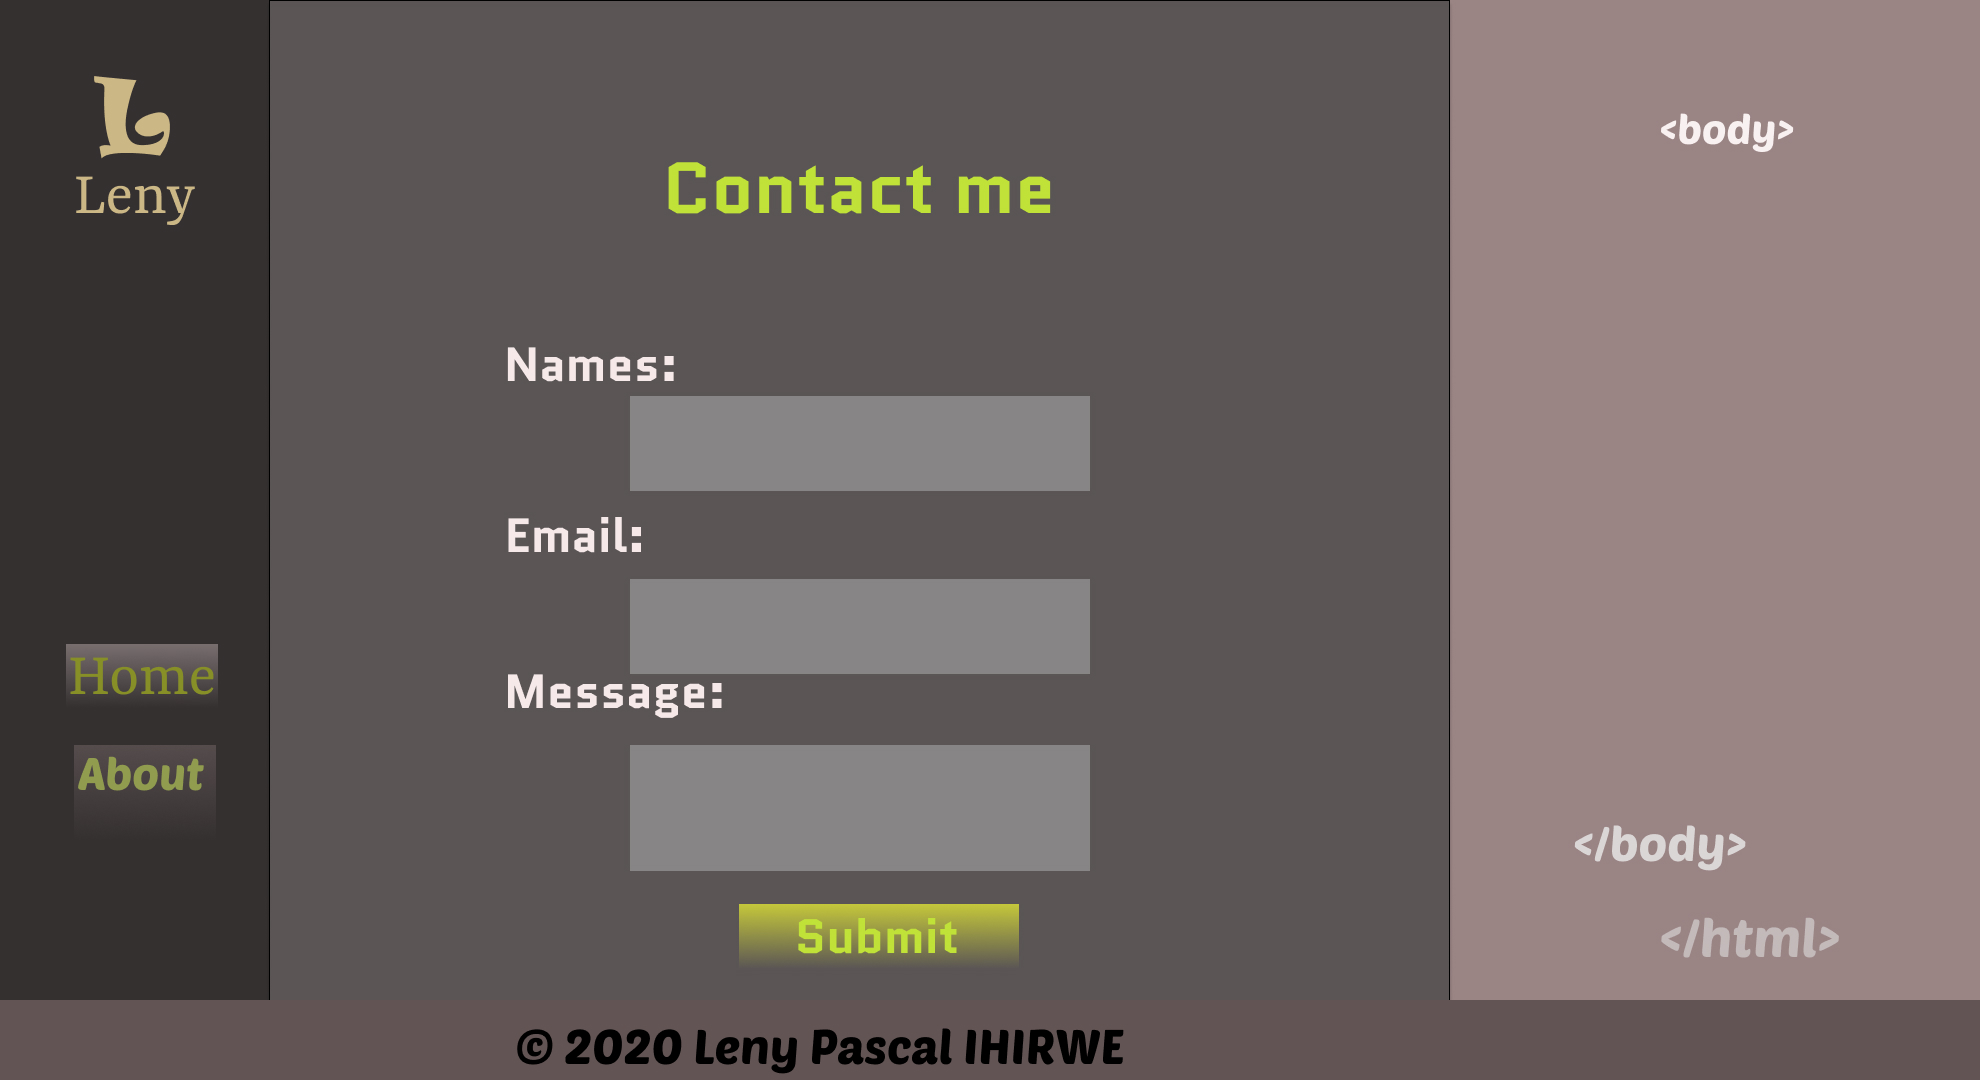 L
Leny
Home
About
Contact me
Names:
Email:
Message:
Submit
<body>
</body>
</html>
© 2020 Leny Pascal IHIRWE